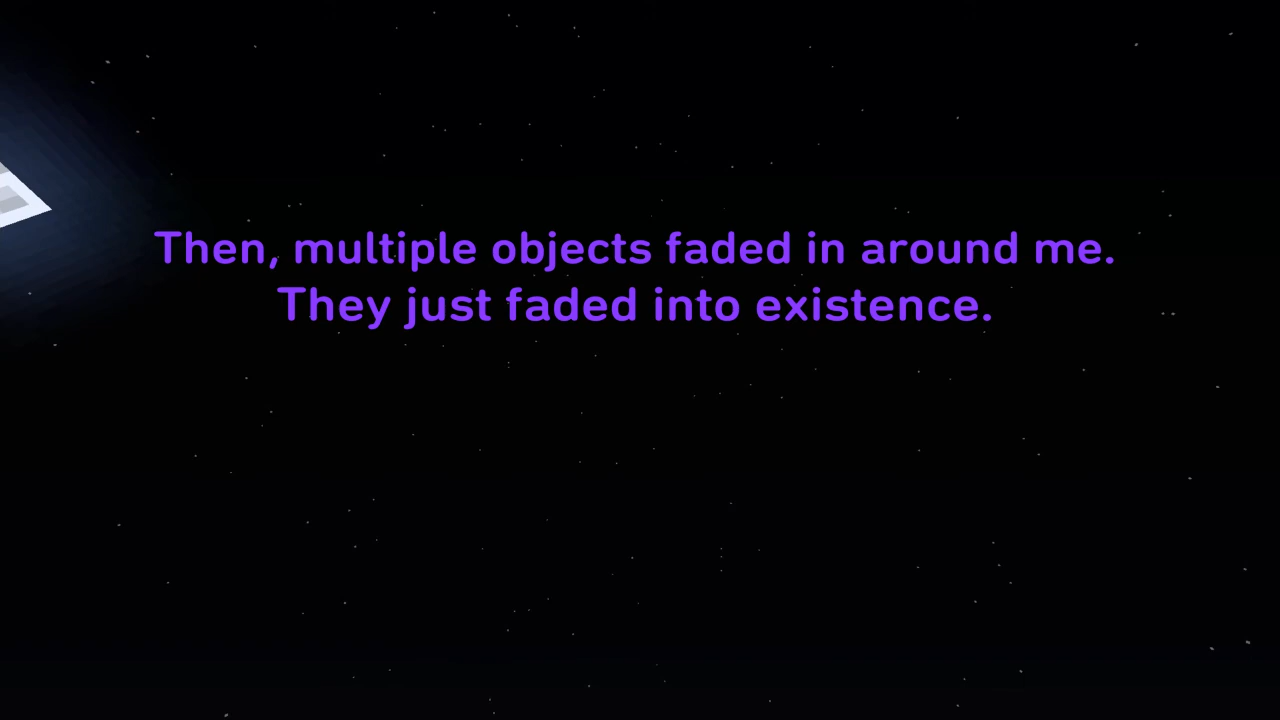 Then, multiple objects faded in around me.
They just faded into existence.